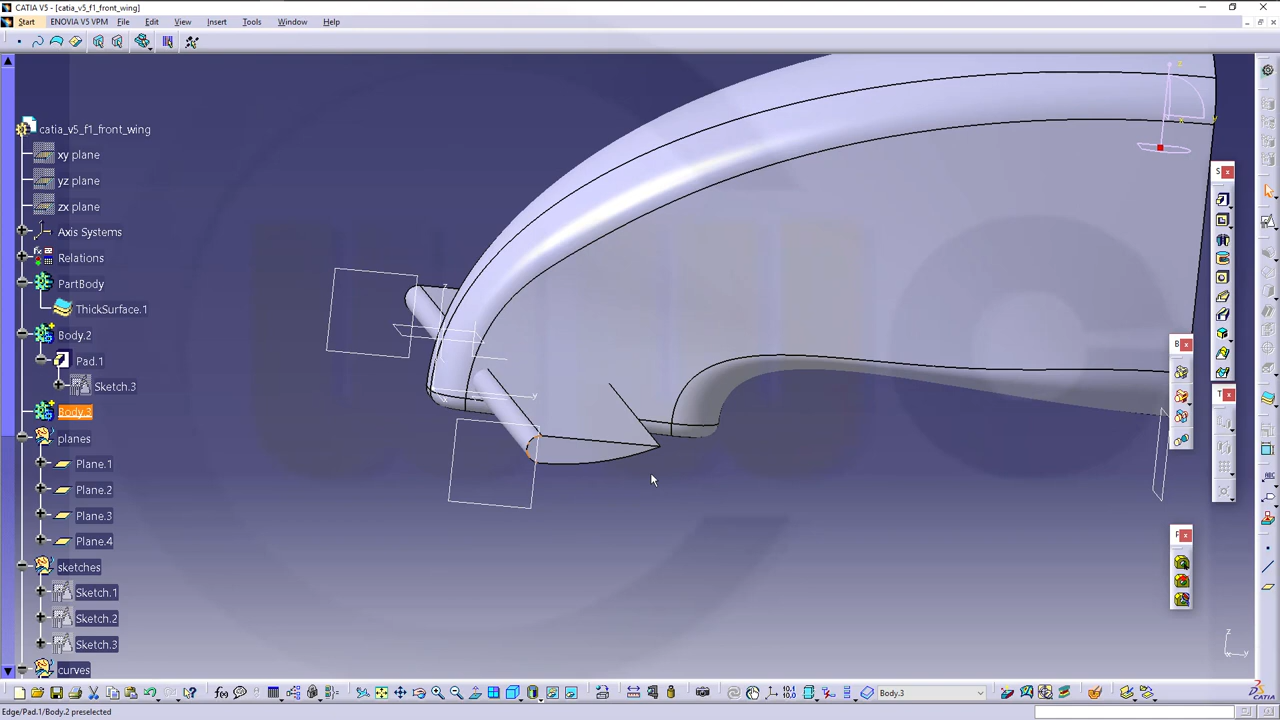 CATIA V5 - [catia_v5_f1_front_wing]
Start
ENOVIA V5 VPM
File
Edit
View
Insert
Tools
Window
Help
catia_v5_f1_front_wing
xy plane
yz plane
zx plane
Axis Systems
Relations
PartBody
ThickSurface.1
Body.2
Pad.1
Sketch.3
Body.3
planes
Plane.1
Plane.2
Plane.3
Plane.4
sketches
Sketch.1
Sketch.2
Sketch.3
curves
z
y
S
B
T
z
y
x
Body.3
CATIA
Edge/Pad.1/Body.2 preselected